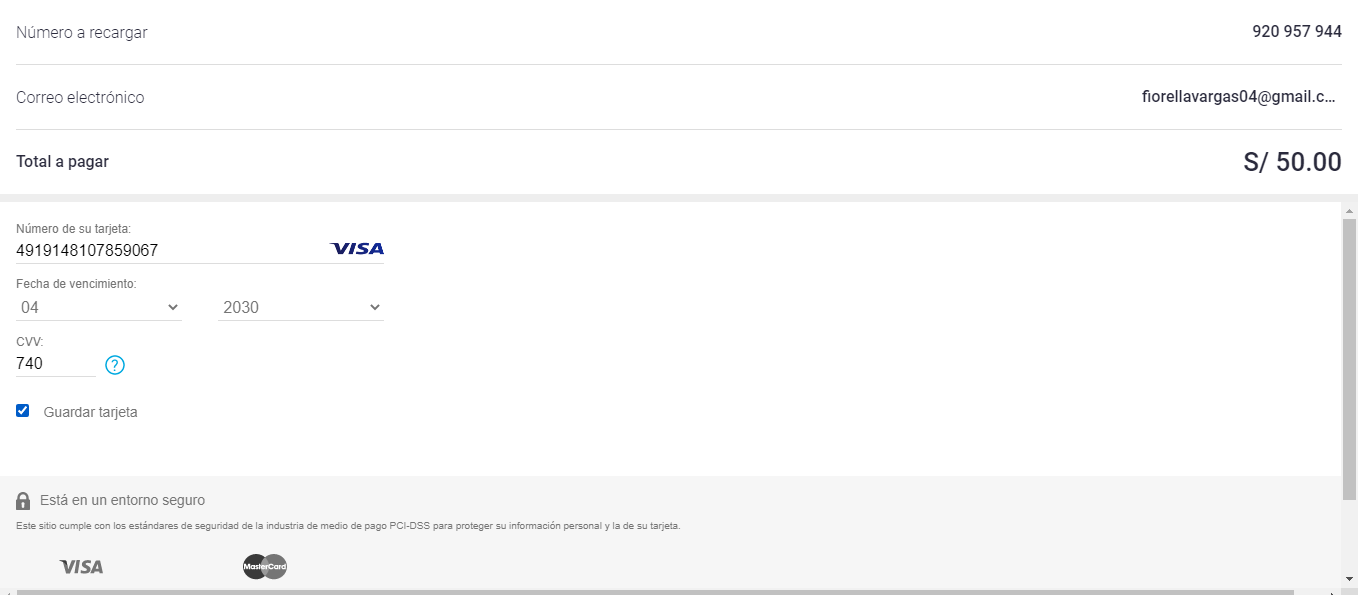 Número a recargar 920 957 944
Correo electrónico fiorellavargas04@gmail.c...
Total a pagar S/ 50.00
Número de su tarjeta:
4919148107859067 VISA
Fecha de vencimiento:
04 2030
CVV:
740 ?
Guardar tarjeta
Está en un entorno seguro
Este sitio cumple con los estándares de seguridad de la industria de medio de pago PCI-DSS para proteger su información personal y la de su tarjeta.
VISA MasterCard